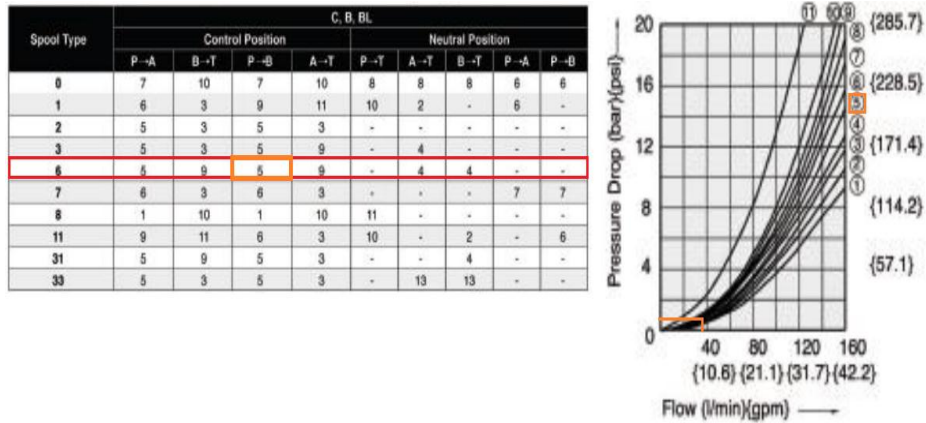 C, B, BL
Spool Type Control Position Neutral Position
P→A B→T P→B A→T P→T A→T B→T P→A P→B
0 7 10 7 10 8 8 8 6 6
1 6 3 9 11 10 2 - 6 -
2 5 3 5 3 - - - - -
3 5 3 5 9 - 4 - - -
6 5 9 5 9 - 4 4 - -
7 6 3 6 3 - - - 7 7
8 1 10 1 10 11 - - - -
11 9 11 6 3 10 - 2 - 6
31 5 9 5 3 - - 4 - -
33 5 3 5 3 - 13 13 - -
Pressure Drop (bar){psi}
⑪ ⑩ ⑨
20 ⑧ {285.7}
⑦
16 ⑥ {228.5}
⑤
④
12 ③ {171.4}
②
①
8 {114.2}
4 {57.1}
0
40 80 120 160
{10.6} {21.1} {31.7} {42.2}
Flow (l/min){gpm}